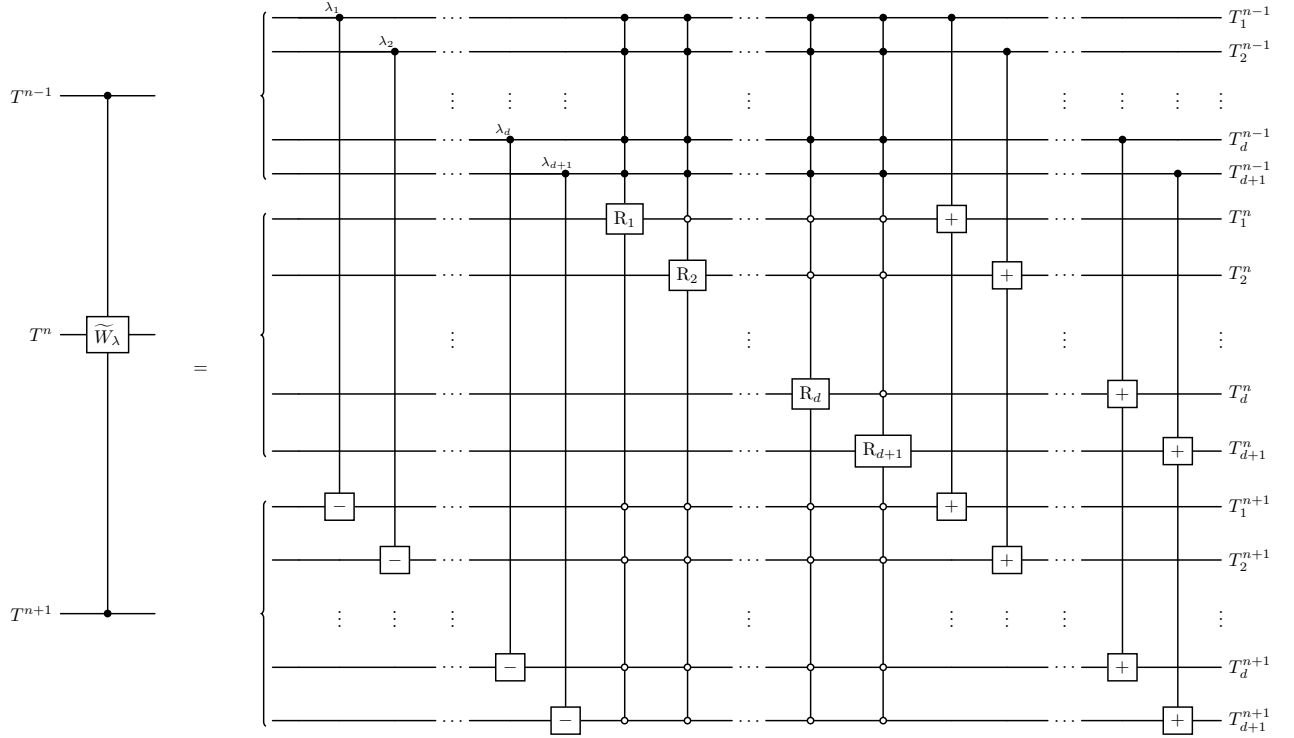 λ_1 ⋯ ⋯ ⋯ T_1^{n-1}
λ_2 ⋯ ⋯ ⋯ T_2^{n-1}
T^{n-1} ⋮ ⋮ ⋮ ⋮ ⋮ ⋮ ⋮ ⋮
⋯ λ_d ⋯ ⋯ T_d^{n-1}
⋯ λ_{d+1} ⋯ ⋯ T_{d+1}^{n-1}
⋯ R_1 ⋯ + ⋯ T_1^n
⋯ R_2 ⋯ + ⋯ T_2^n
T^n \widetilde{W}_λ ⋮ ⋮ ⋮ ⋮
=
⋯ ⋯ R_d ⋯ + T_d^n
⋯ ⋯ R_{d+1} ⋯ + T_{d+1}^n
− ⋯ ⋯ + ⋯ T_1^{n+1}
− ⋯ ⋯ + ⋯ T_2^{n+1}
T^{n+1} ⋮ ⋮ ⋮ ⋮ ⋮ ⋮ ⋮ ⋮
⋯ − ⋯ ⋯ + T_d^{n+1}
⋯ − ⋯ ⋯ + T_{d+1}^{n+1}